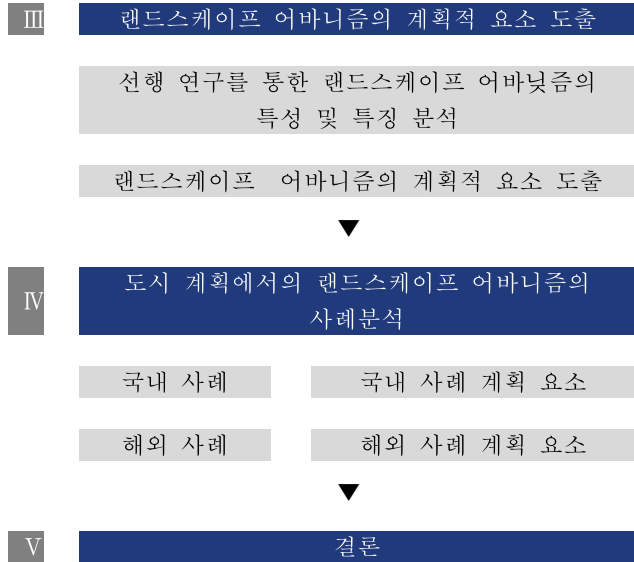 Ⅲ 랜드스케이프 어바니즘의 계획적 요소 도출
선행 연구를 통한 랜드스케이프 어바닞즘의
특성 및 특징 분석
랜드스케이프 어바니즘의 계획적 요소 도출
▼
Ⅳ 도시 계획에서의 랜드스케이프 어바니즘의
사례분석
국내 사례 국내 사례 계획 요소
해외 사례 해외 사례 계획 요소
▼
Ⅴ 결론